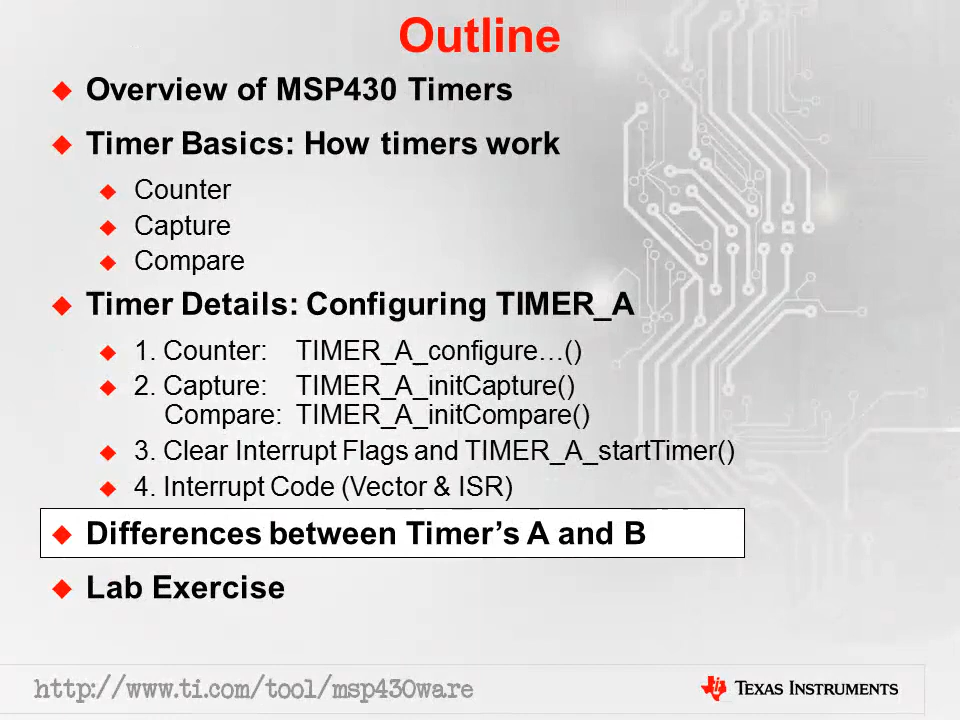 Outline
Overview of MSP430 Timers
Timer Basics: How timers work
Counter
Capture
Compare
Timer Details: Configuring TIMER_A
1. Counter: TIMER_A_configure…()
2. Capture: TIMER_A_initCapture()
Compare: TIMER_A_initCompare()
3. Clear Interrupt Flags and TIMER_A_startTimer()
4. Interrupt Code (Vector & ISR)
Differences between Timer’s A and B
Lab Exercise
http://www.ti.com/tool/msp430ware
TEXAS INSTRUMENTS